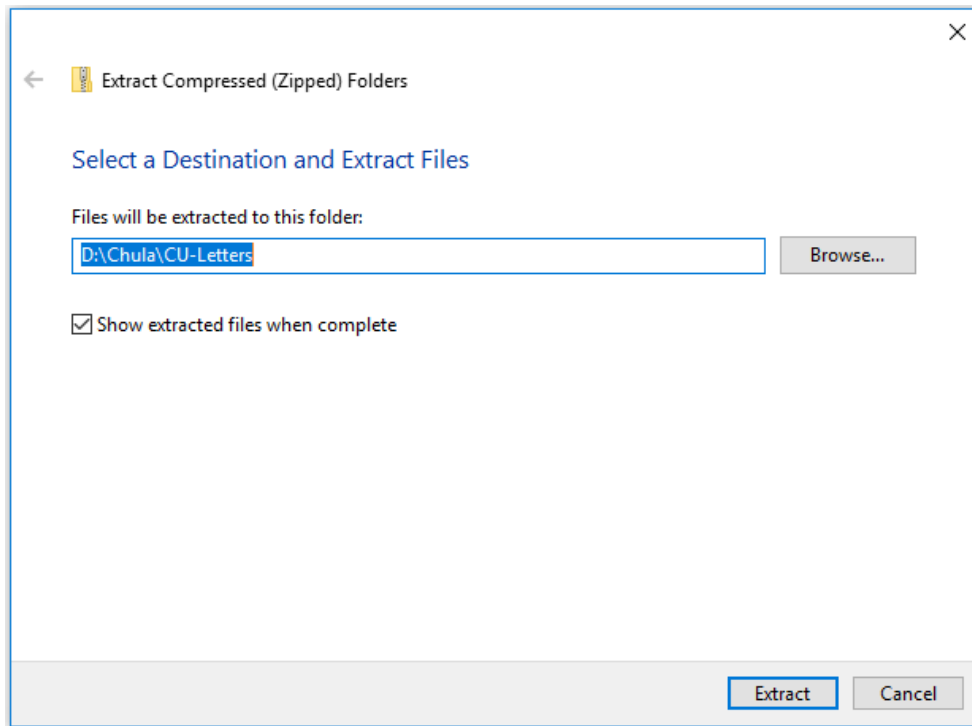 Extract Compressed (Zipped) Folders
Select a Destination and Extract Files
Files will be extracted to this folder:
D:\Chula\CU-Letters
Browse...
Show extracted files when complete
Extract
Cancel